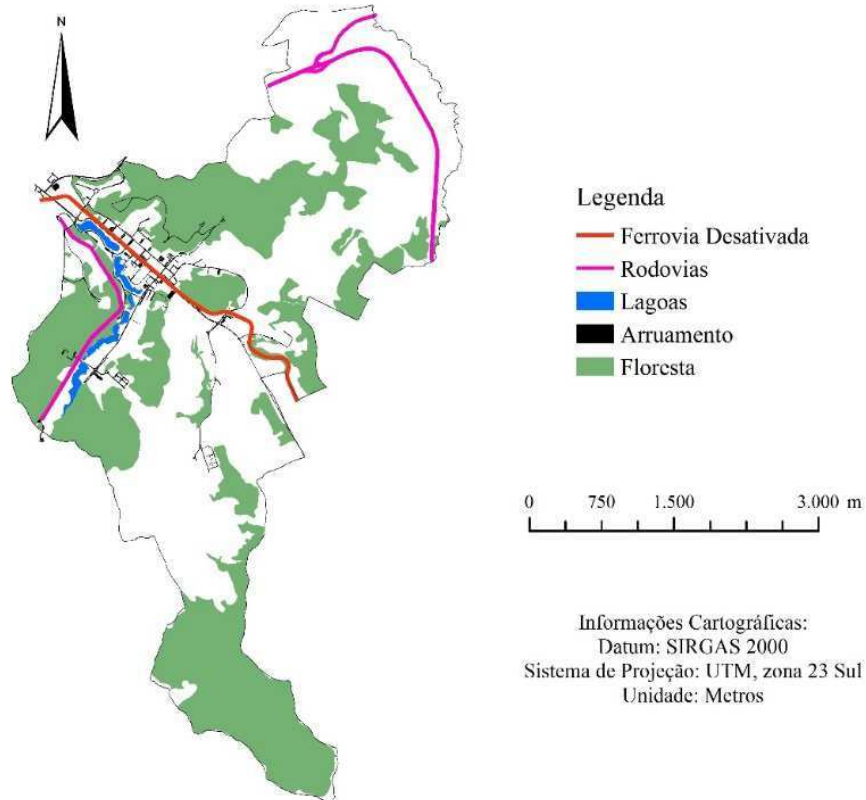 N
Legenda
Ferrovia Desativada
Rodovias
Lagoas
Arruamento
Floresta
0 750 1.500 3.000 m
Informações Cartográficas:
Datum: SIRGAS 2000
Sistema de Projeção: UTM, zona 23 Sul
Unidade: Metros